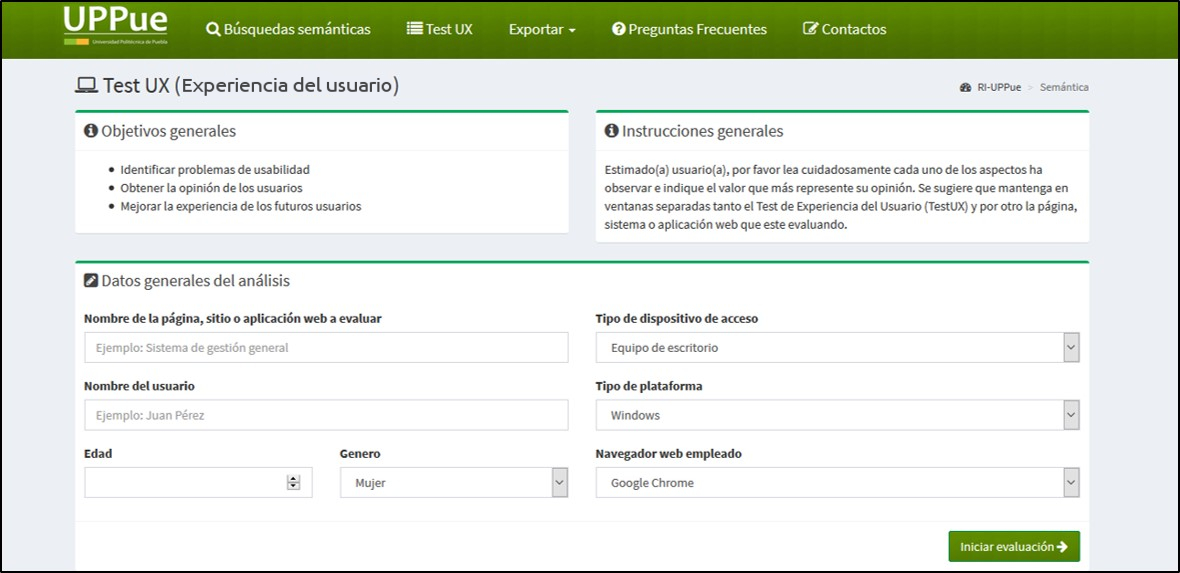 UPPue
Universidad Politécnica de Puebla
Búsquedas semánticas
Test UX
Exportar
Preguntas Frecuentes
Contactos
Test UX (Experiencia del usuario)
RI-UPPue > Semántica
Objetivos generales
Identificar problemas de usabilidad
Obtener la opinión de los usuarios
Mejorar la experiencia de los futuros usuarios
Instrucciones generales
Estimado(a) usuario(a), por favor lea cuidadosamente cada uno de los aspectos ha
observar e indique el valor que más represente su opinión. Se sugiere que mantenga en
ventanas separadas tanto el Test de Experiencia del Usuario (TestUX) y por otro la página,
sistema o aplicación web que este evaluando.
Datos generales del análisis
Nombre de la página, sitio o aplicación web a evaluar
Ejemplo: Sistema de gestión general
Tipo de dispositivo de acceso
Equipo de escritorio
Nombre del usuario
Ejemplo: Juan Pérez
Tipo de plataforma
Windows
Edad
Genero
Mujer
Navegador web empleado
Google Chrome
Iniciar evaluación